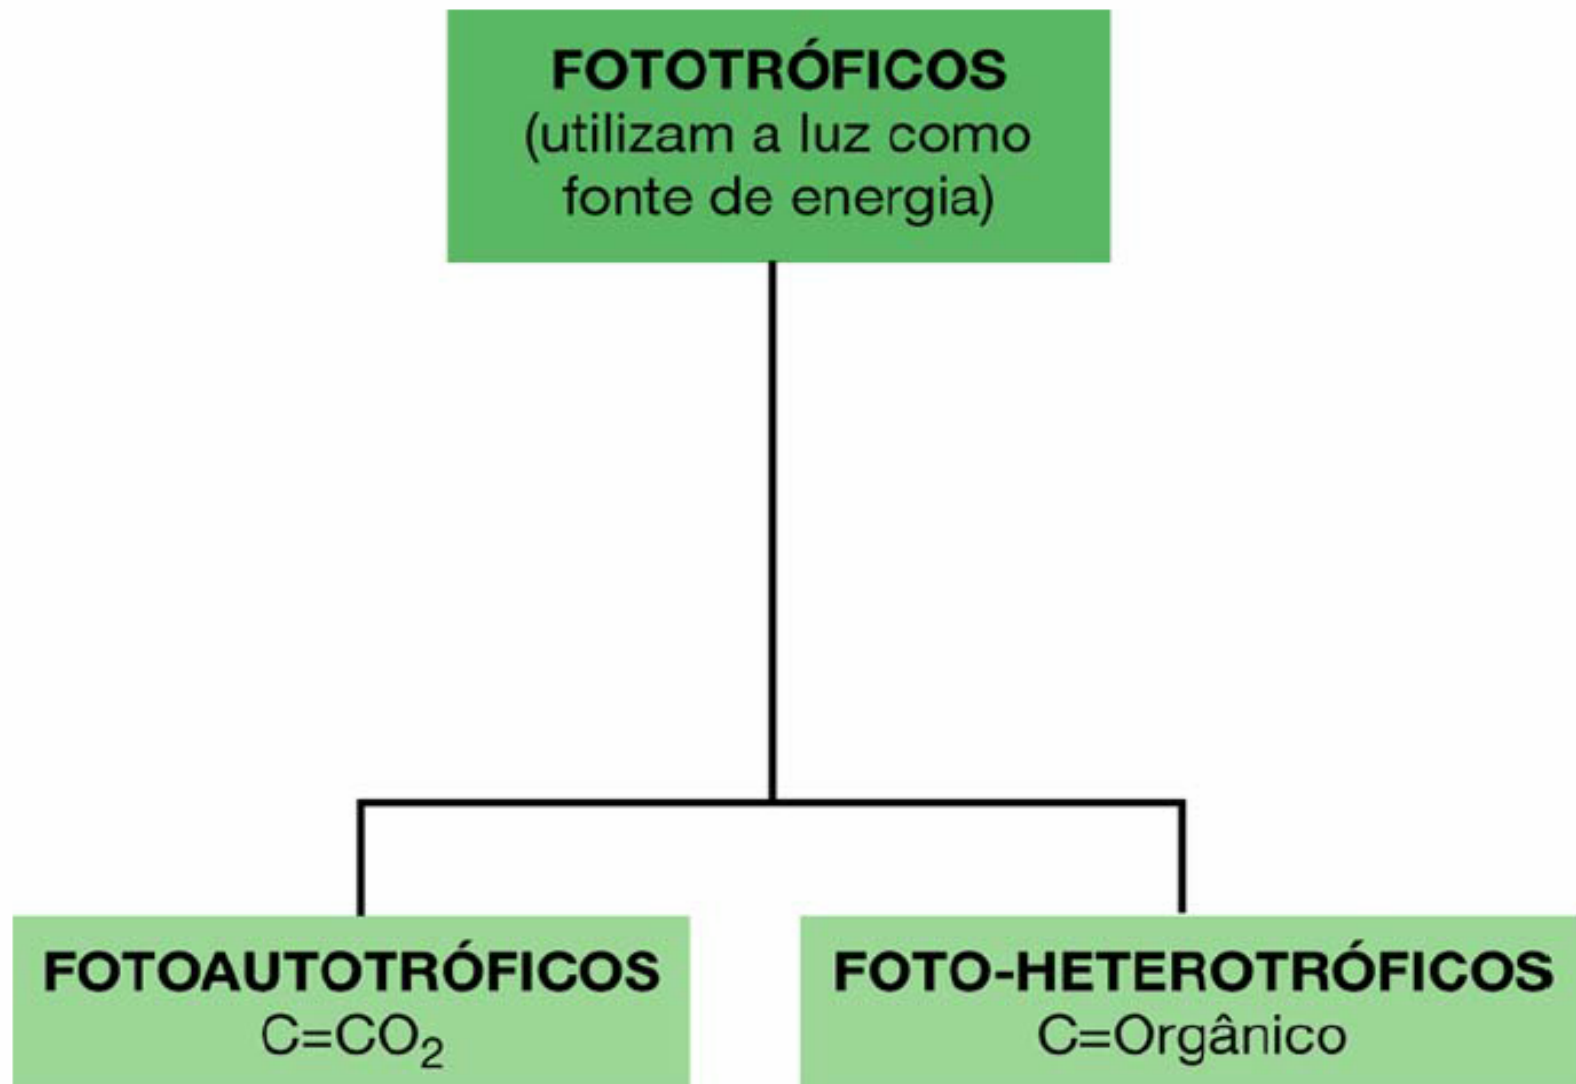 FOTOTRÓFICOS
(utilizam a luz como
fonte de energia)
FOTOAUTOTRÓFICOS
C=CO₂
FOTO-HETEROTRÓFICOS
C=Orgânico